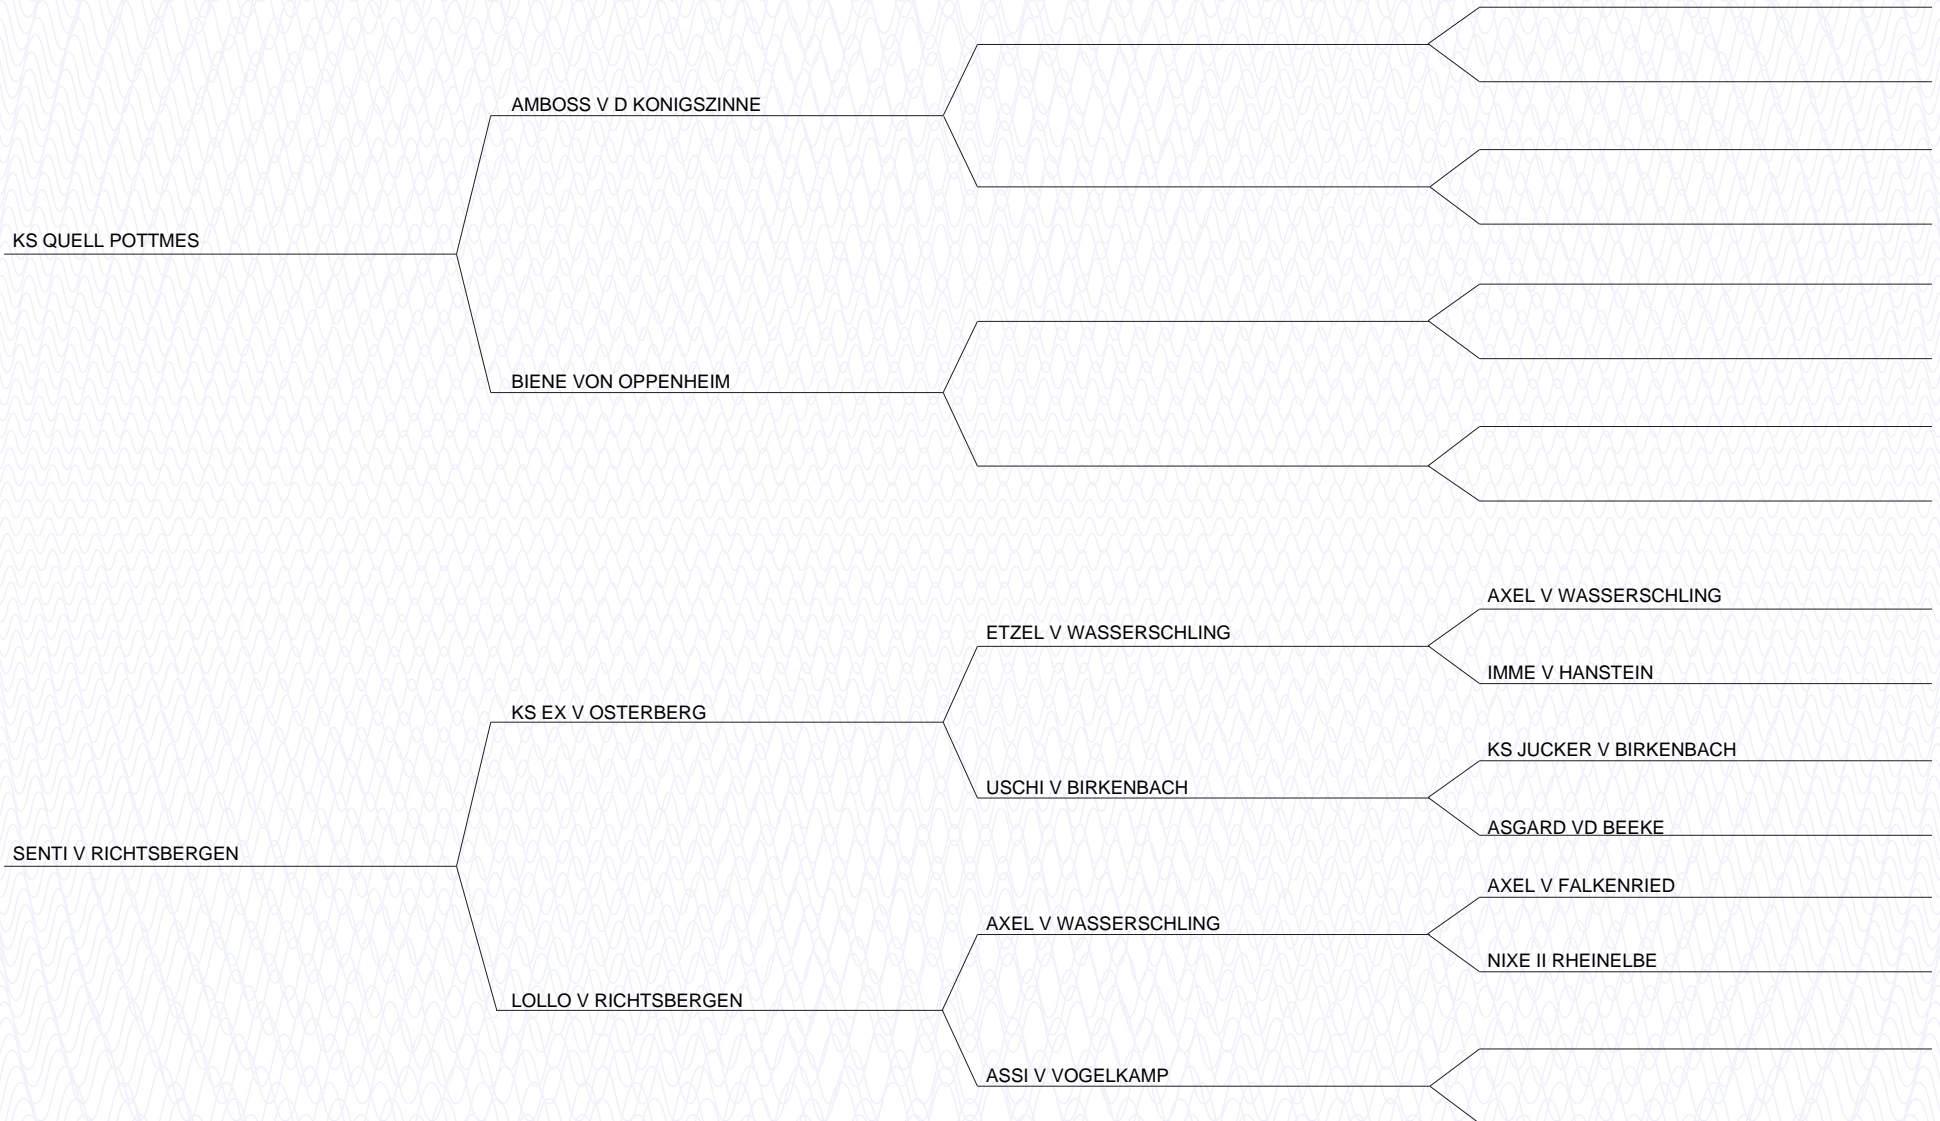 AMBOSS V D KONIGSZINNE
KS QUELL POTTMES
BIENE VON OPPENHEIM
AXEL V WASSERSCHLING
ETZEL V WASSERSCHLING
IMME V HANSTEIN
KS EX V OSTERBERG
KS JUCKER V BIRKENBACH
USCHI V BIRKENBACH
ASGARD VD BEEKE
SENTI V RICHTSBERGEN
AXEL V FALKENRIED
AXEL V WASSERSCHLING
NIXE II RHEINELBE
LOLLO V RICHTSBERGEN
ASSI V VOGELKAMP